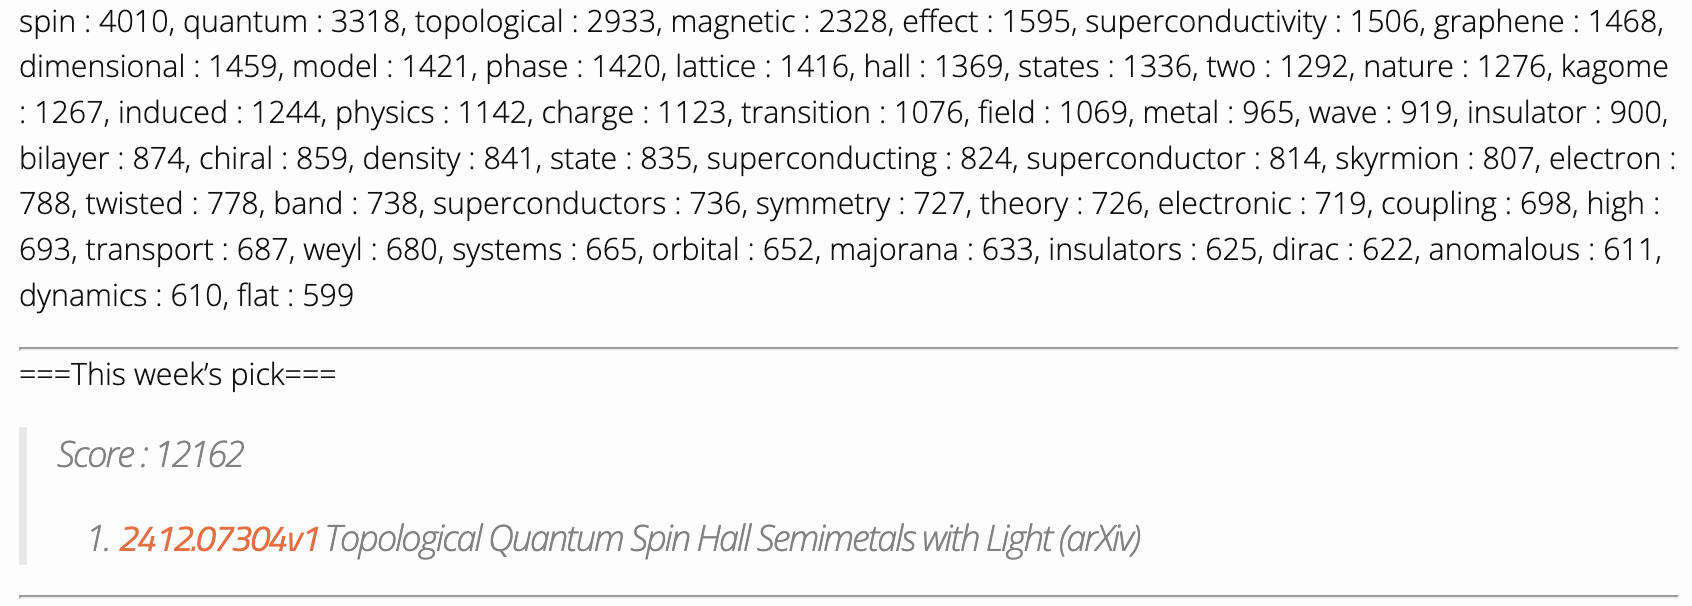 spin : 4010, quantum : 3318, topological : 2933, magnetic : 2328, effect : 1595, superconductivity : 1506, graphene : 1468,
dimensional : 1459, model : 1421, phase : 1420, lattice : 1416, hall : 1369, states : 1336, two : 1292, nature : 1276, kagome
: 1267, induced : 1244, physics : 1142, charge : 1123, transition : 1076, field : 1069, metal : 965, wave : 919, insulator : 900,
bilayer : 874, chiral : 859, density : 841, state : 835, superconducting : 824, superconductor : 814, skyrmion : 807, electron :
788, twisted : 778, band : 738, superconductors : 736, symmetry : 727, theory : 726, electronic : 719, coupling : 698, high :
693, transport : 687, weyl : 680, systems : 665, orbital : 652, majorana : 633, insulators : 625, dirac : 622, anomalous : 611,
dynamics : 610, flat : 599
===This week’s pick===
Score : 12162
1. 2412.07304v1 Topological Quantum Spin Hall Semimetals with Light (arXiv)